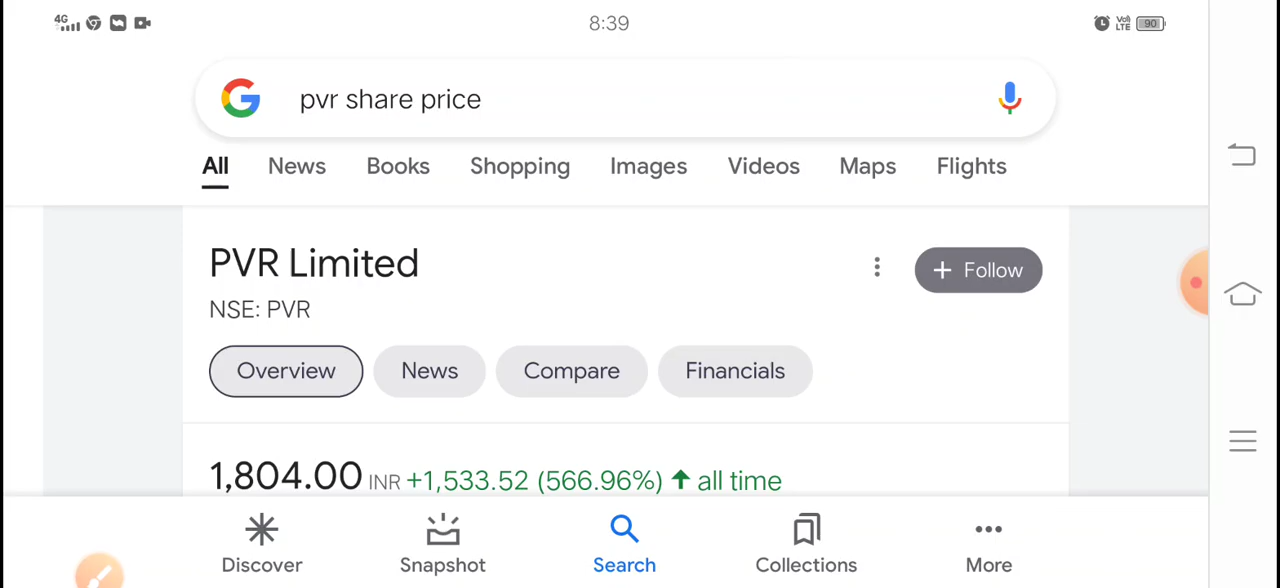 4G 8:39 Vo) LTE 90
pvr share price
All News Books Shopping Images Videos Maps Flights
PVR Limited
+ Follow
NSE: PVR
Overview News Compare Financials
1,804.00 INR +1,533.52 (566.96%) ↑ all time
Discover Snapshot Search Collections More